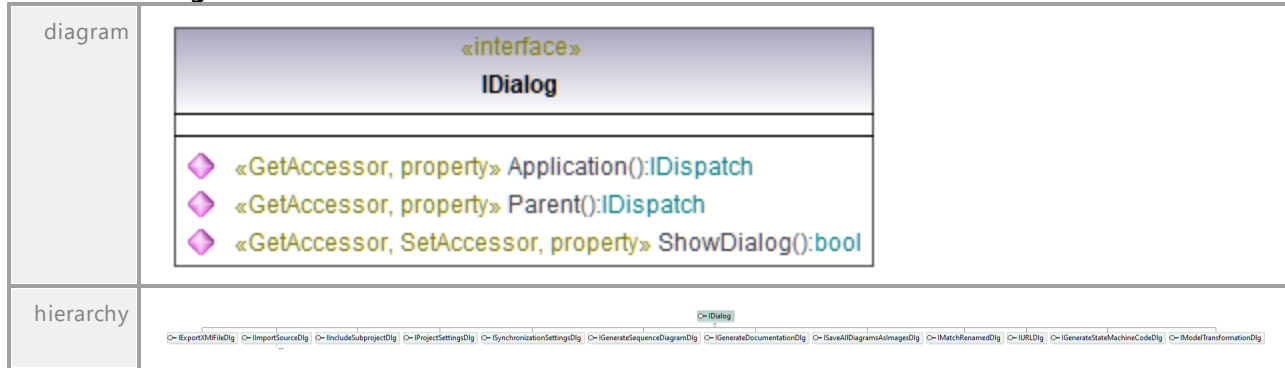 diagram
«interface»
IDialog
«GetAccessor, property» Application():IDispatch
«GetAccessor, property» Parent():IDispatch
«GetAccessor, SetAccessor, property» ShowDialog():bool
hierarchy
IDialog
IExportXMIFileDlg IImportSourceDlg IIncludeSubprojectDlg IProjectSettingsDlg ISynchronizationSettingsDlg IGenerateSequenceDiagramDlg IGenerateDocumentationDlg ISaveAllDiagramsAsImagesDlg IMatchRenamedDlg IURLDlg IGenerateStateMachineCodeDlg IModelTransformationDlg
...